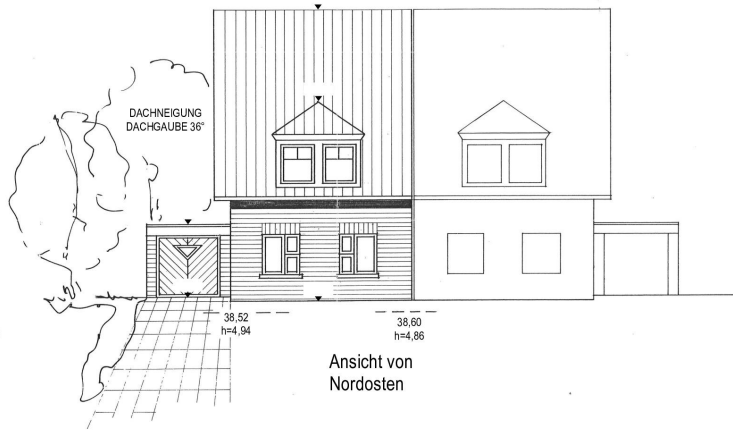 DACHNEIGUNG
DACHGAUBE 36°
38,52
h=4,94
38,60
h=4,86
Ansicht von
Nordosten